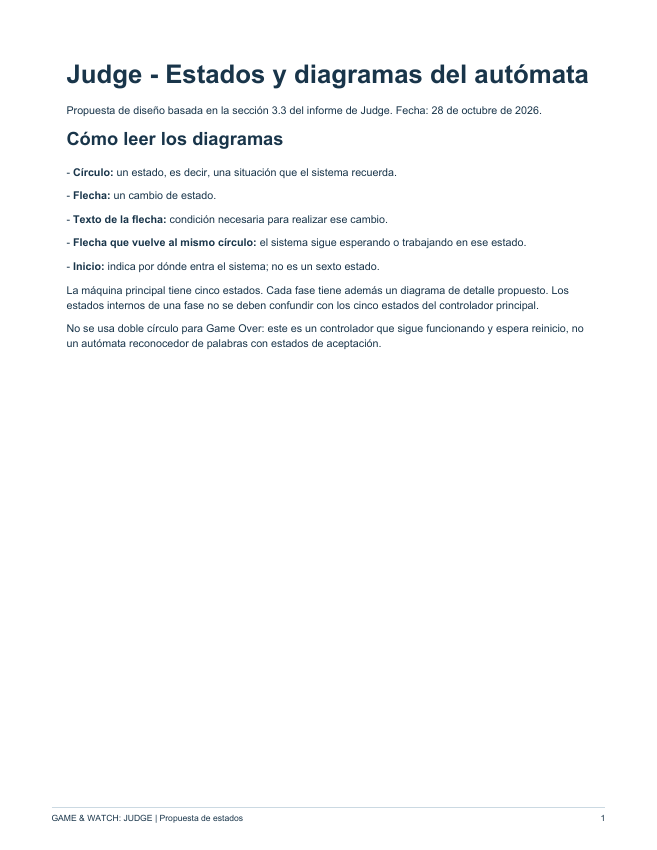 Judge - Estados y diagramas del autómata
Propuesta de diseño basada en la sección 3.3 del informe de Judge. Fecha: 28 de octubre de 2026.
Cómo leer los diagramas
- Círculo: un estado, es decir, una situación que el sistema recuerda.
- Flecha: un cambio de estado.
- Texto de la flecha: condición necesaria para realizar ese cambio.
- Flecha que vuelve al mismo círculo: el sistema sigue esperando o trabajando en ese estado.
- Inicio: indica por dónde entra el sistema; no es un sexto estado.
La máquina principal tiene cinco estados. Cada fase tiene además un diagrama de detalle propuesto. Los
estados internos de una fase no se deben confundir con los cinco estados del controlador principal.
No se usa doble círculo para Game Over: este es un controlador que sigue funcionando y espera reinicio, no
un autómata reconocedor de palabras con estados de aceptación.
GAME & WATCH: JUDGE | Propuesta de estados
1